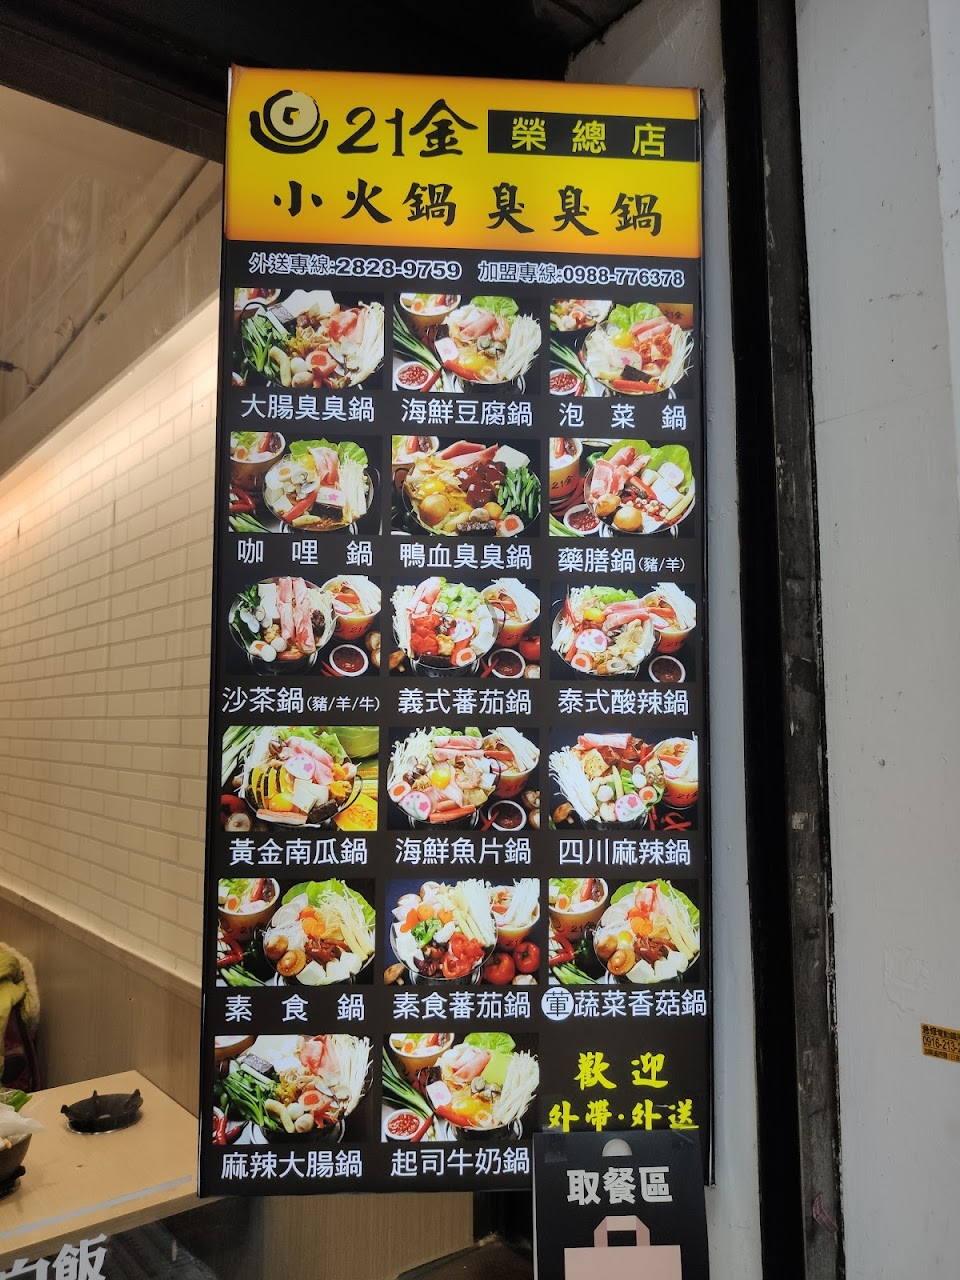 21金 榮總店
小火鍋 臭臭鍋
外送專線:2828-9759 加盟專線:0988-776378
大腸臭臭鍋 海鮮豆腐鍋 泡菜鍋
咖哩鍋 鴨血臭臭鍋 藥膳鍋(豬/羊)
沙茶鍋(豬/羊/牛) 義式蕃茄鍋 泰式酸辣鍋
黃金南瓜鍋 海鮮魚片鍋 四川麻辣鍋
素食鍋 素食蕃茄鍋 葷蔬菜香菇鍋
麻辣大腸鍋 起司牛奶鍋
歡迎
外帶·外送
取餐區
白飯